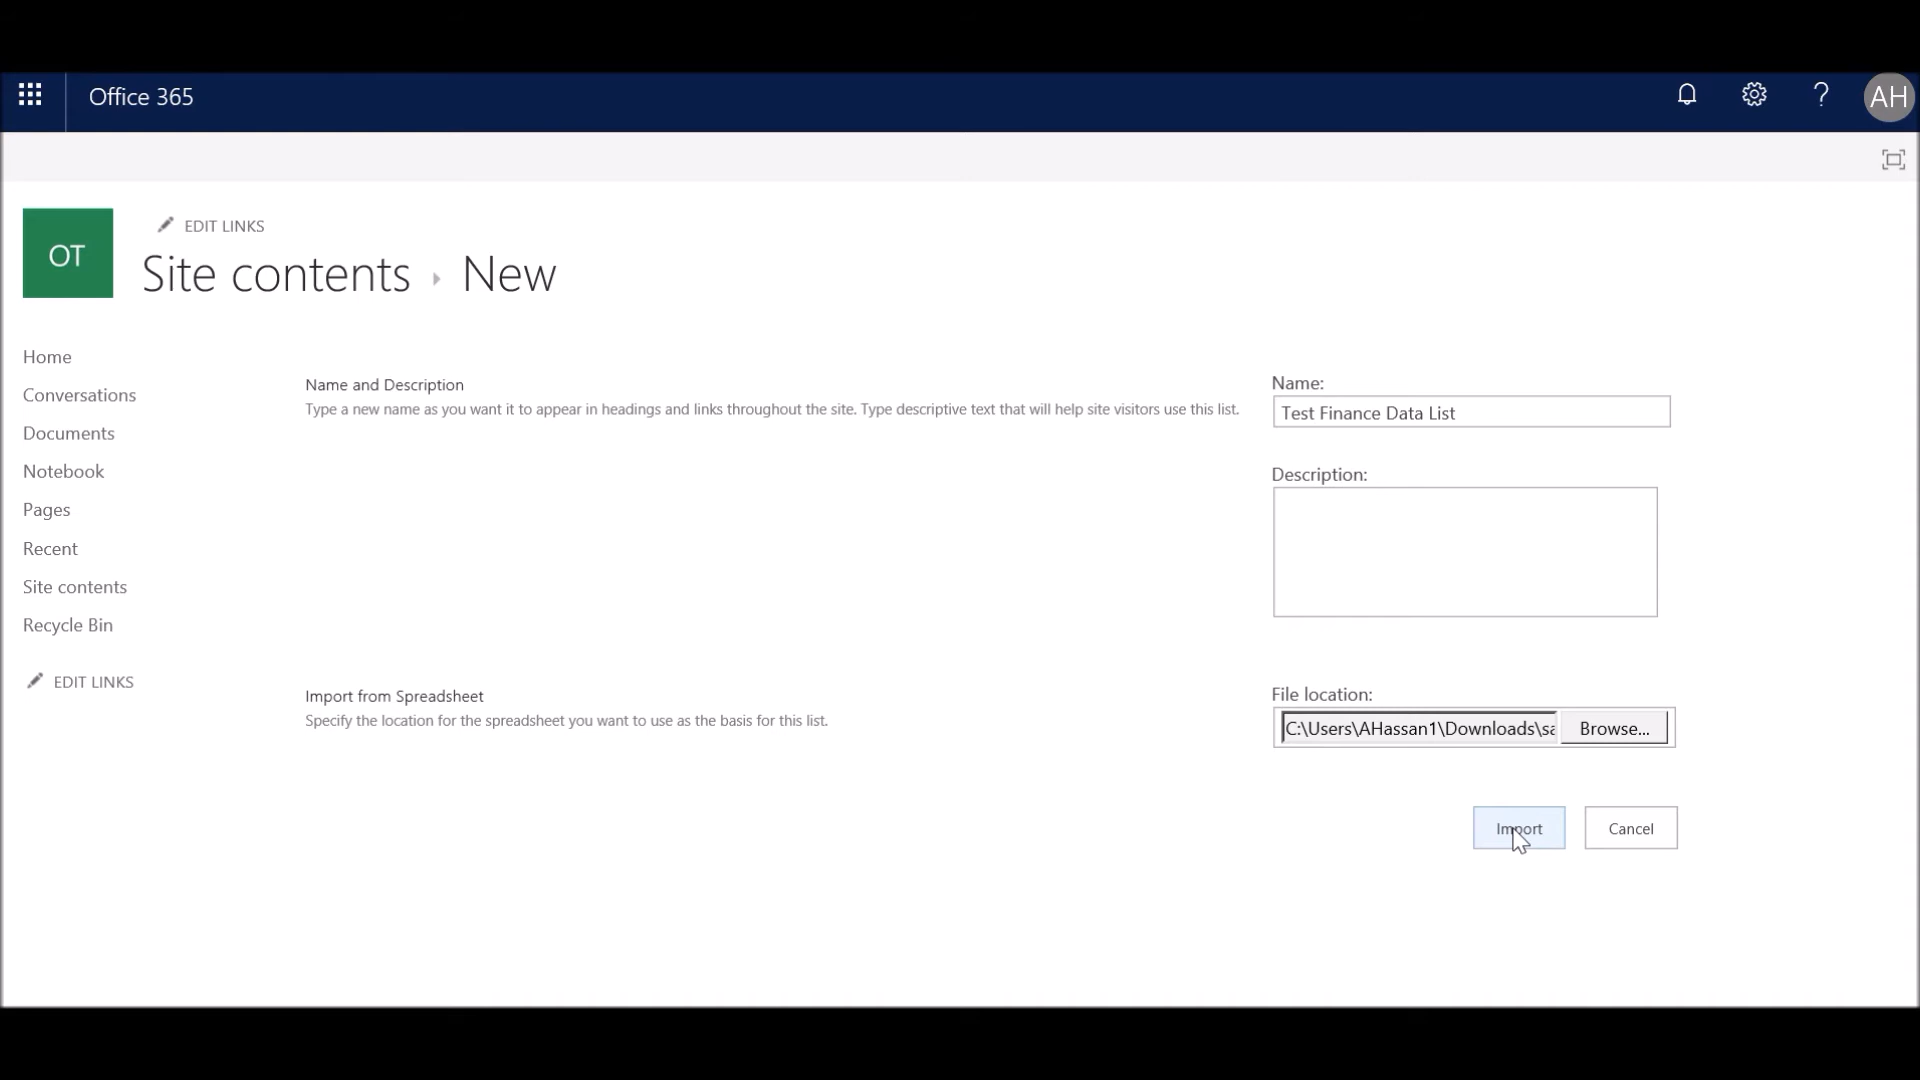 Office 365
?
AH
OT
EDIT LINKS
Site contents New
Home
Conversations
Documents
Notebook
Pages
Recent
Site contents
Recycle Bin
EDIT LINKS
Name and Description
Type a new name as you want it to appear in headings and links throughout the site. Type descriptive text that will help site visitors use this list.
Name:
Test Finance Data List
Description:
Import from Spreadsheet
Specify the location for the spreadsheet you want to use as the basis for this list.
File location:
C:\Users\AHassan1\Downloads\sa Browse...
Import Cancel